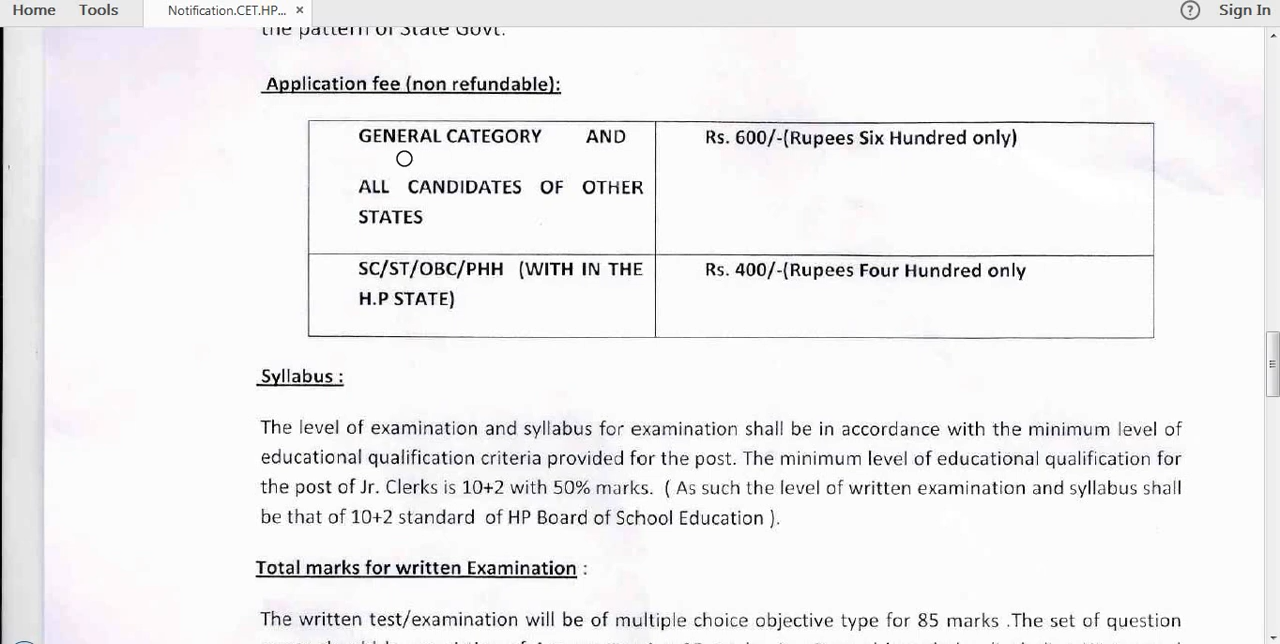 Home Tools Notification.CET.HP... × ? Sign In
the pattern of State Govt.
Application fee (non refundable):
GENERAL CATEGORY AND
ALL CANDIDATES OF OTHER
STATES
Rs. 600/-(Rupees Six Hundred only)
SC/ST/OBC/PHH (WITH IN THE
H.P STATE)
Rs. 400/-(Rupees Four Hundred only
Syllabus :
The level of examination and syllabus for examination shall be in accordance with the minimum level of
educational qualification criteria provided for the post. The minimum level of educational qualification for
the post of Jr. Clerks is 10+2 with 50% marks. ( As such the level of written examination and syllabus shall
be that of 10+2 standard of HP Board of School Education ).
Total marks for written Examination :
The written test/examination will be of multiple choice objective type for 85 marks .The set of question